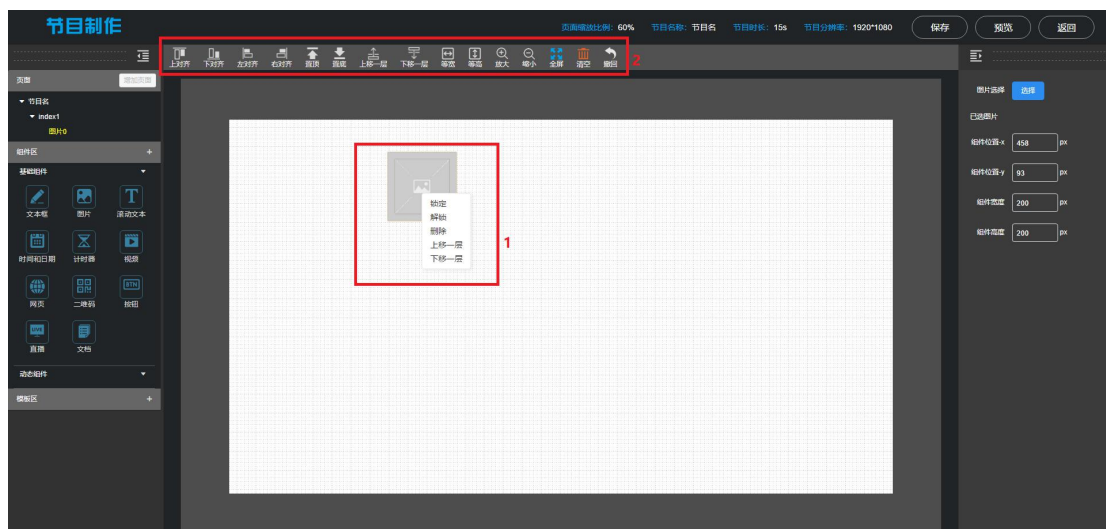 节目制作
页面缩放比例: 60% 节目名称: 节目名 节目时长: 15s 节目分辨率: 1920*1080 保存 预览 返回
上对齐 下对齐 左对齐 右对齐 置顶 置底 上移一层 下移一层 等宽 等高 放大 缩小 全屏 清空 撤回 2
页面 增加页面
节目名
index1
图片0
组件区 +
基础组件
文本框 图片 滚动文本
时间和日期 计时器 视频
网页 二维码 按钮
BTN
LIVE
直播 文档
动态组件
模板区 +
锁定
解锁
删除
上移一层
下移一层
1
图片选择 选择
已选图片
组件位置-x 458 px
组件位置-y 93 px
组件宽度 200 px
组件高度 200 px